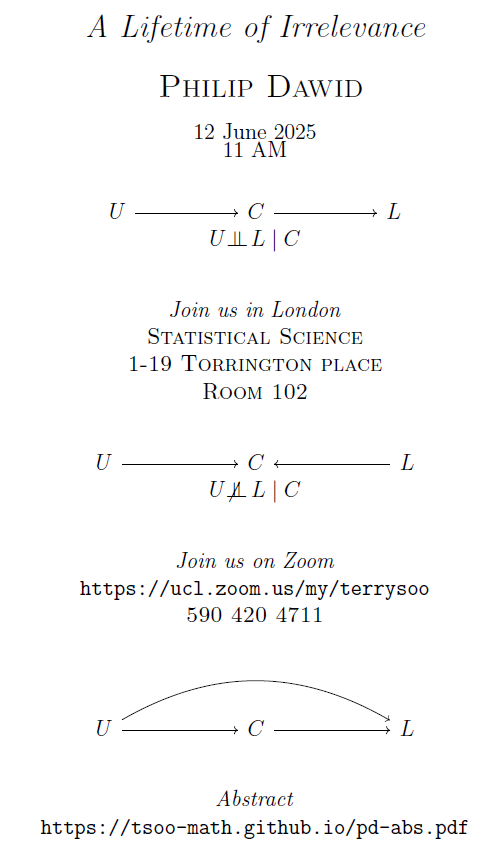 A Lifetime of Irrelevance
PHILIP DAWID
12 June 2025
11 AM
U C L
U ⫫ L | C
Join us in London
STATISTICAL SCIENCE
1-19 TORRINGTON PLACE
ROOM 102
U C L
U ⫫̸ L | C
Join us on Zoom
https://ucl.zoom.us/my/terrysoo
590 420 4711
U C L
Abstract
https://tsoo-math.github.io/pd-abs.pdf